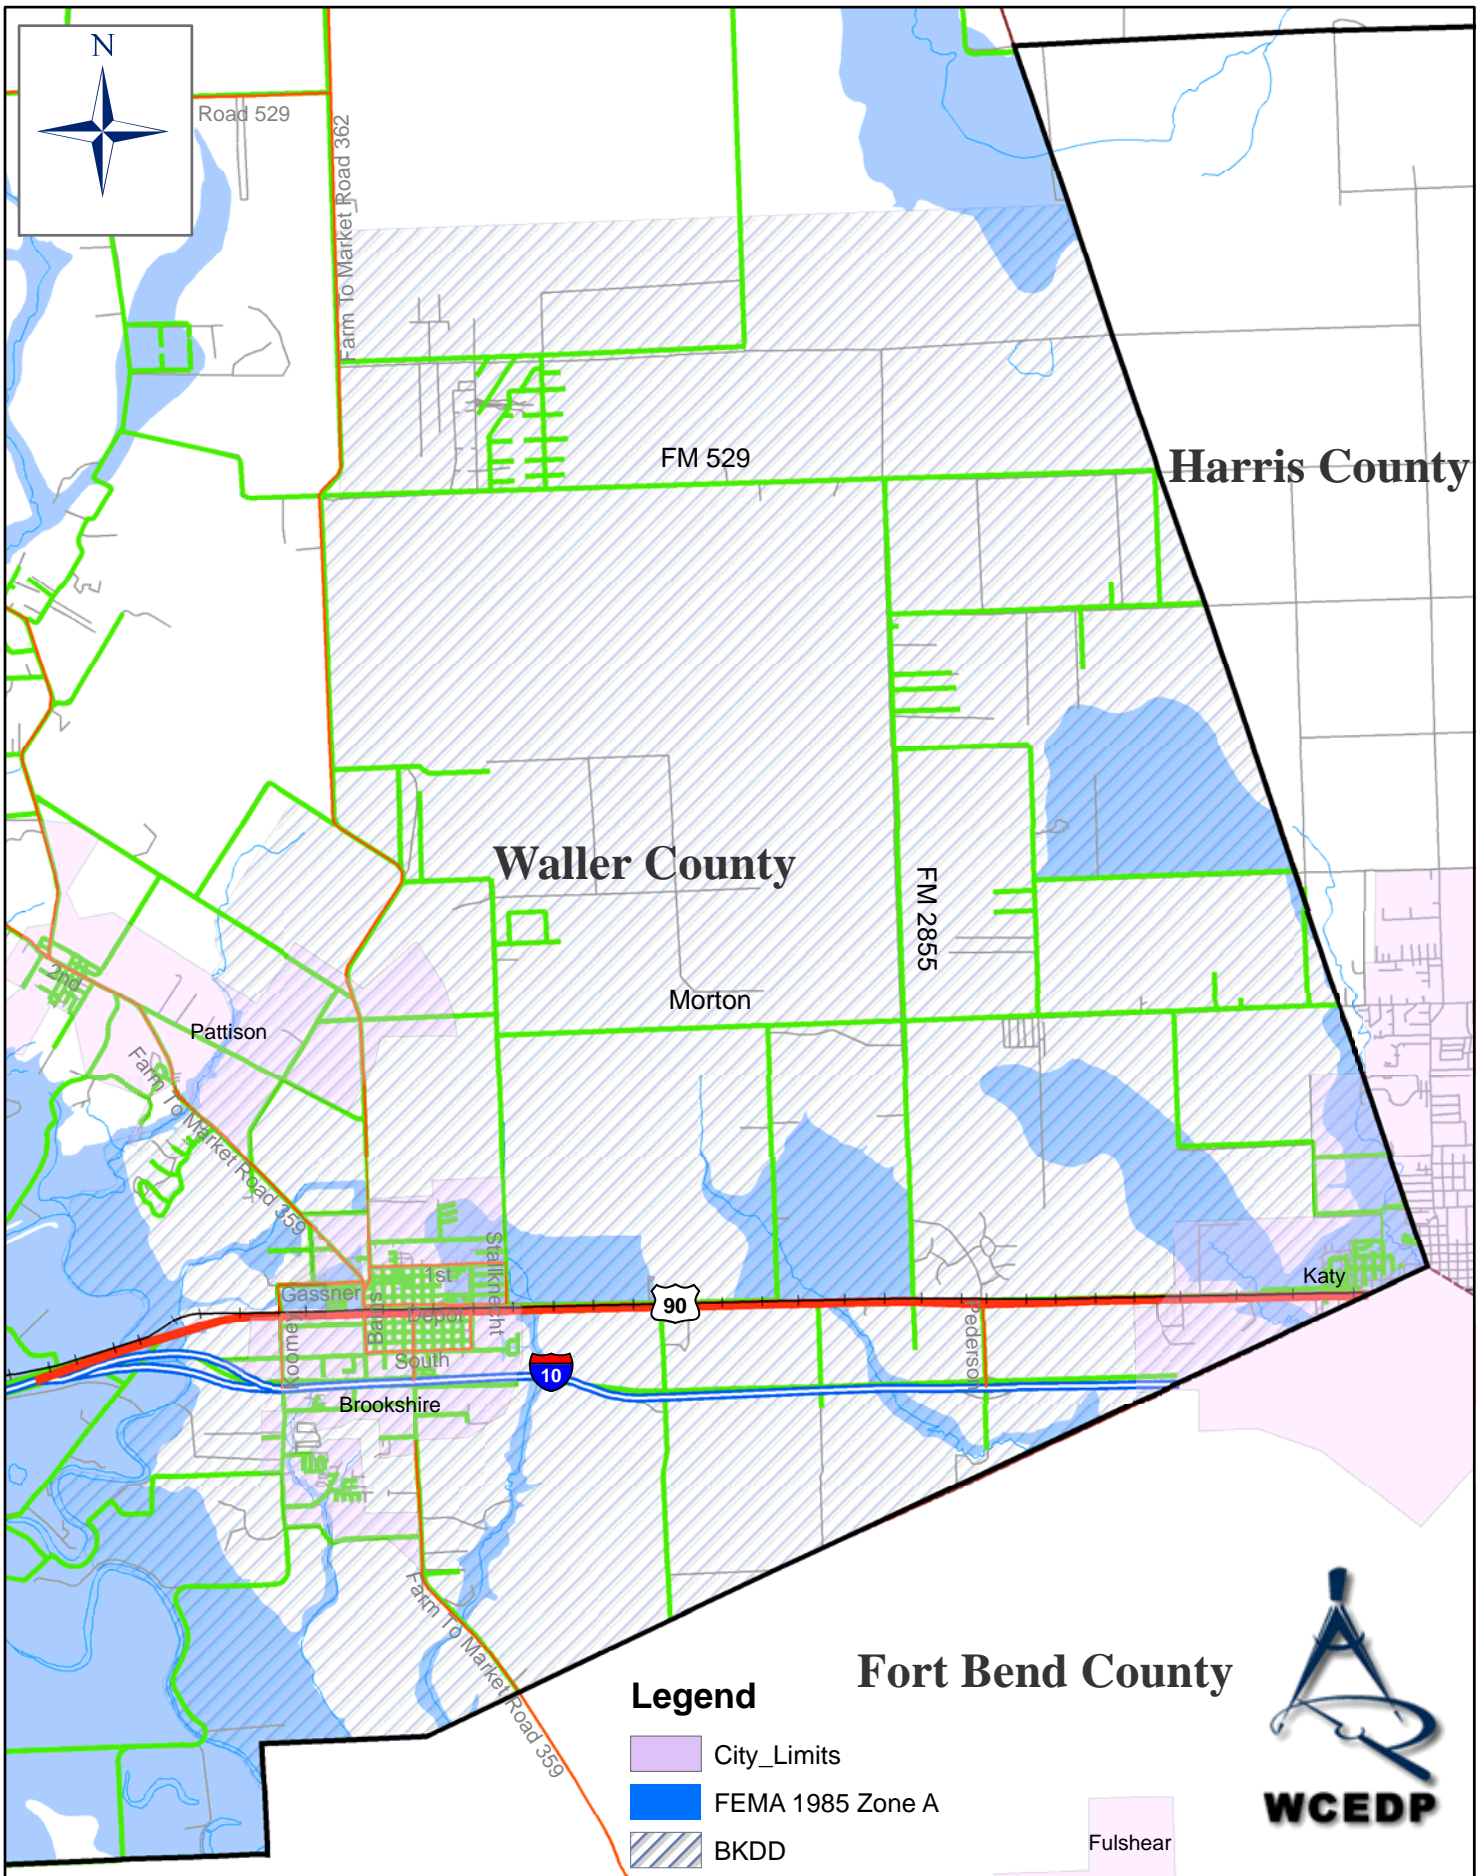 N
Road 529
Farm To Market Road 362
FM 529
Harris County
Waller County
FM 2855
Morton
2nd
Pattison
Farm To Market Road 359
Stallknecht
1st
Gassner
Bains
Depot
90
Katy
Kooney
South
10
Pederson
Brookshire
Farm To Market Road 359
Fort Bend County
Legend
City_Limits
FEMA 1985 Zone A
BKDD
WCEDP
Fulshear